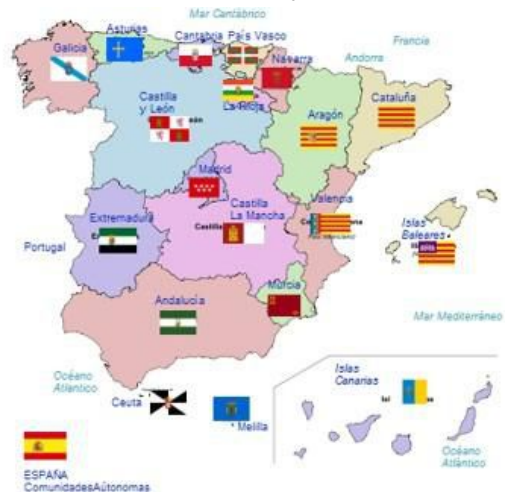 Mar Cantábrico
Asturias
Cantabria
País Vasco
Galicia
Navarra
Francia
Andorra
Castilla
y León
La Rioja
Aragón
Cataluña
Madrid
Castilla
La Mancha
Valencia
Extremadura
Portugal
Islas
Baleares
Murcia
Andalucía
Mar Mediterráneo
Océano
Atlántico
Ceuta
* Melilla
Islas
Canarias
Océano
Atlántico
ESPAÑA
ComunidadesAútonomas